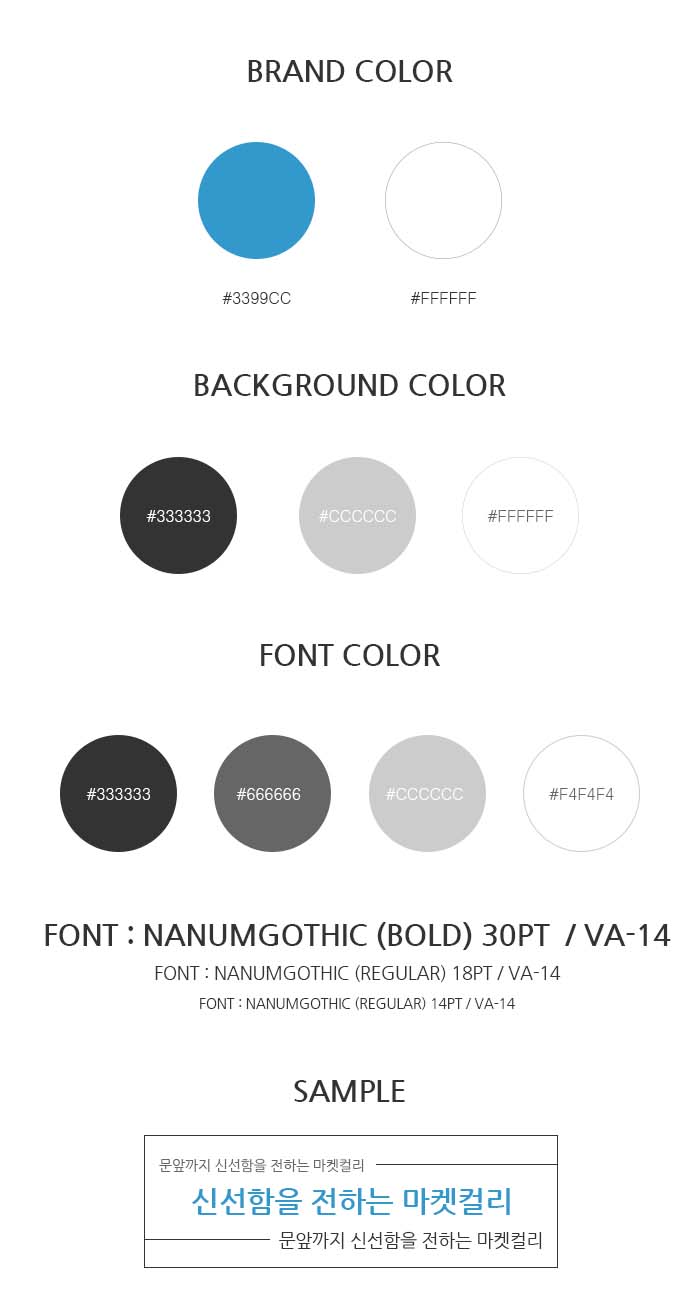 BRAND COLOR
#3399CC #FFFFFF
BACKGROUND COLOR
#333333 #CCCCCC #FFFFFF
FONT COLOR
#333333 #666666 #CCCCCC #F4F4F4
FONT : NANUMGOTHIC (BOLD) 30PT / VA-14
FONT : NANUMGOTHIC (REGULAR) 18PT / VA-14
FONT : NANUMGOTHIC (REGULAR) 14PT / VA-14
SAMPLE
문앞까지 신선함을 전하는 마켓컬리
신선함을 전하는 마켓컬리
문앞까지 신선함을 전하는 마켓컬리